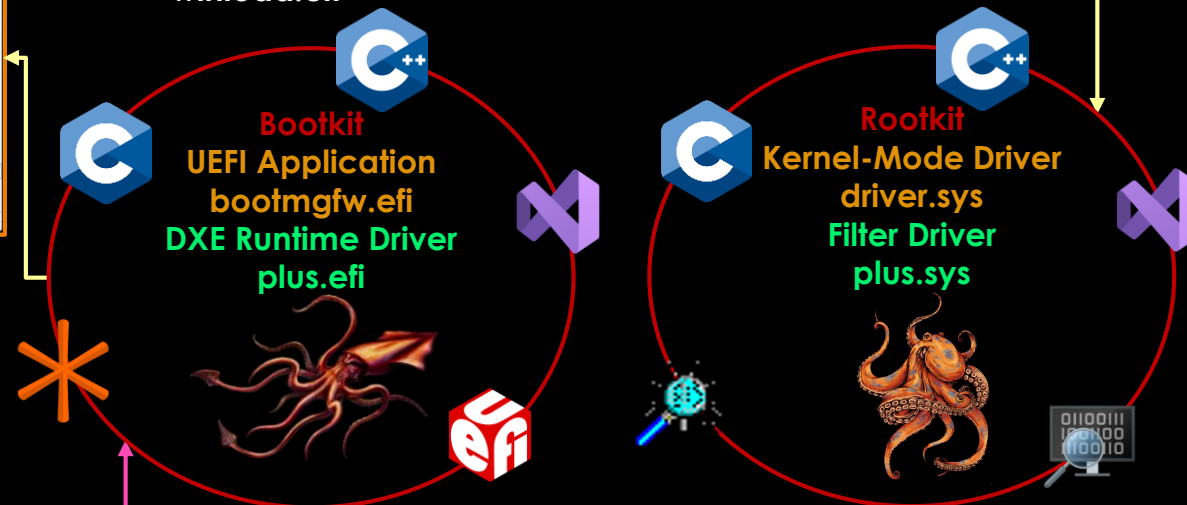 C++
C++
C
C
Bootkit
UEFI Application
bootmgfw.efi
DXE Runtime Driver
plus.efi
Rootkit
Kernel-Mode Driver
driver.sys
Filter Driver
plus.sys
UEFI